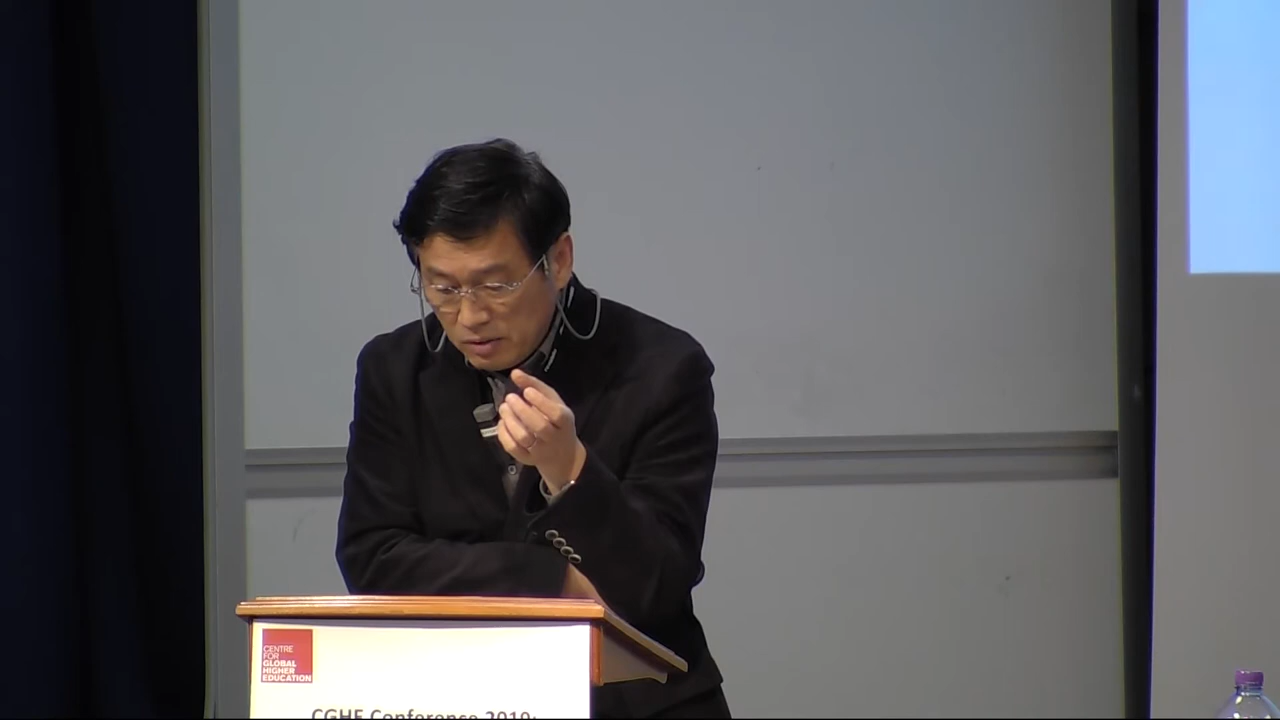 CENTRE
FOR
GLOBAL
HIGHER
EDUCATION
CGHE Conference 2019: